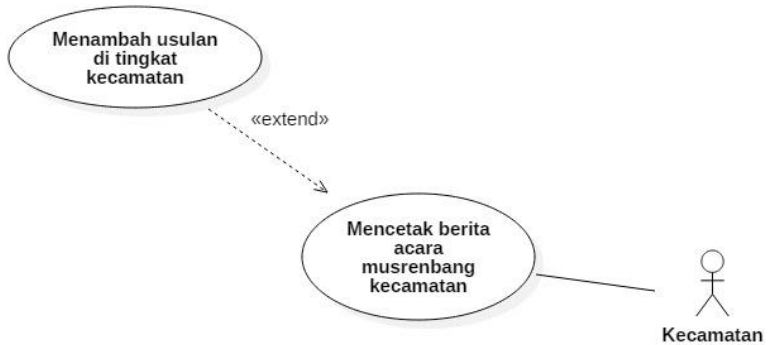 Menambah usulan
di tingkat
kecamatan
«extend»
Mencetak berita
acara
musrenbang
kecamatan
Kecamatan